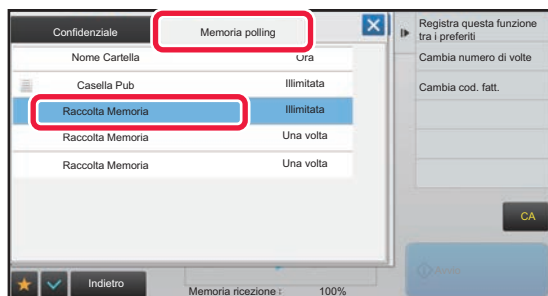 Confidenziale
Memoria polling
Nome Cartella
Ora
Casella Pub
Illimitata
Raccolta Memoria
Illimitata
Raccolta Memoria
Una volta
Raccolta Memoria
Una volta
Indietro
Memoria ricezione : 100%
Registra questa funzione
tra i preferiti
Cambia numero di volte
Cambia cod. fatt.
CA